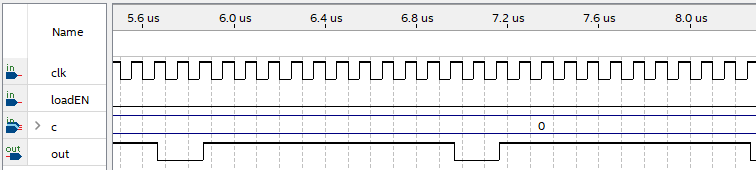 Name
5.6 us 6.0 us 6.4 us 6.8 us 7.2 us 7.6 us 8.0 us
in clk
in loadEN
in > c 0
out out